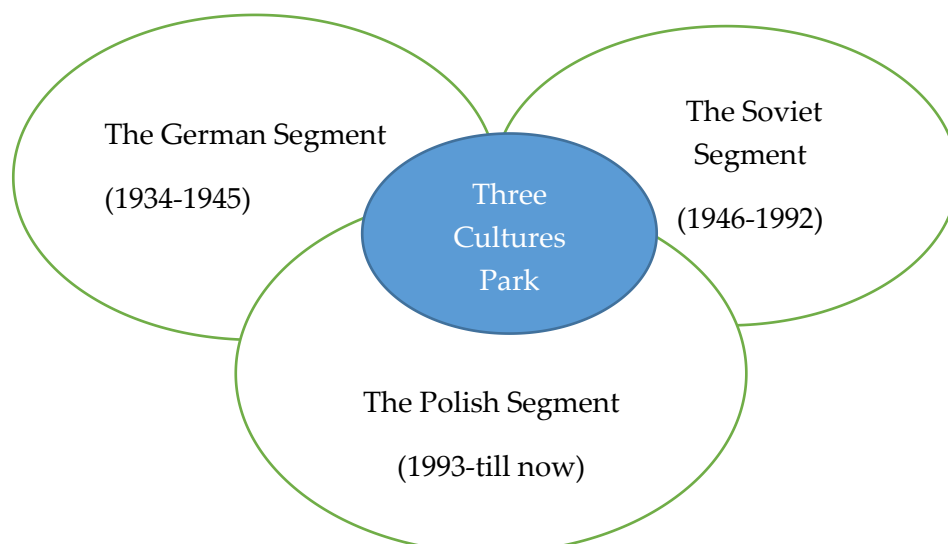 The German Segment
(1934-1945)
The Soviet
Segment
(1946-1992)
Three
Cultures
Park
The Polish Segment
(1993-till now)